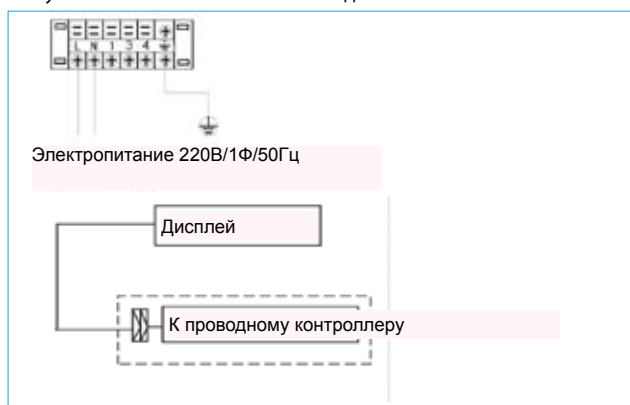 L N 1 3 4
Электропитание 220В/1Ф/50Гц
Дисплей
К проводному контроллеру